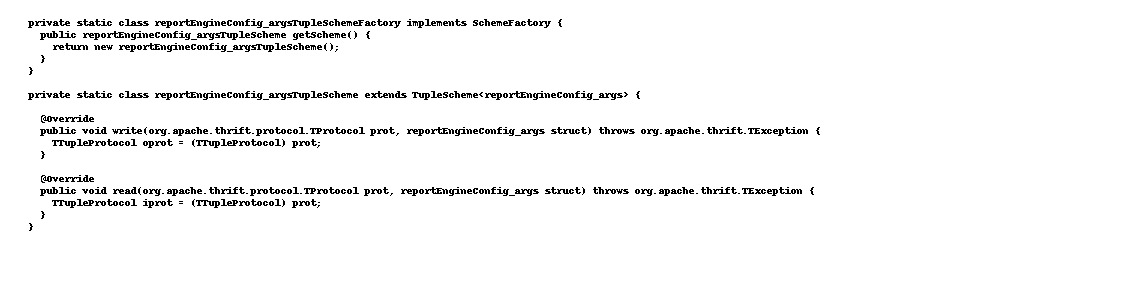 private static class reportEngineConfig_argsTupleSchemeFactory implements SchemeFactory {
  public reportEngineConfig_argsTupleScheme getScheme() {
    return new reportEngineConfig_argsTupleScheme();
  }
}

private static class reportEngineConfig_argsTupleScheme extends TupleScheme<reportEngineConfig_args> {

  @Override
  public void write(org.apache.thrift.protocol.TProtocol prot, reportEngineConfig_args struct) throws org.apache.thrift.TException {
    TTupleProtocol oprot = (TTupleProtocol) prot;
  }

  @Override
  public void read(org.apache.thrift.protocol.TProtocol prot, reportEngineConfig_args struct) throws org.apache.thrift.TException {
    TTupleProtocol iprot = (TTupleProtocol) prot;
  }
}